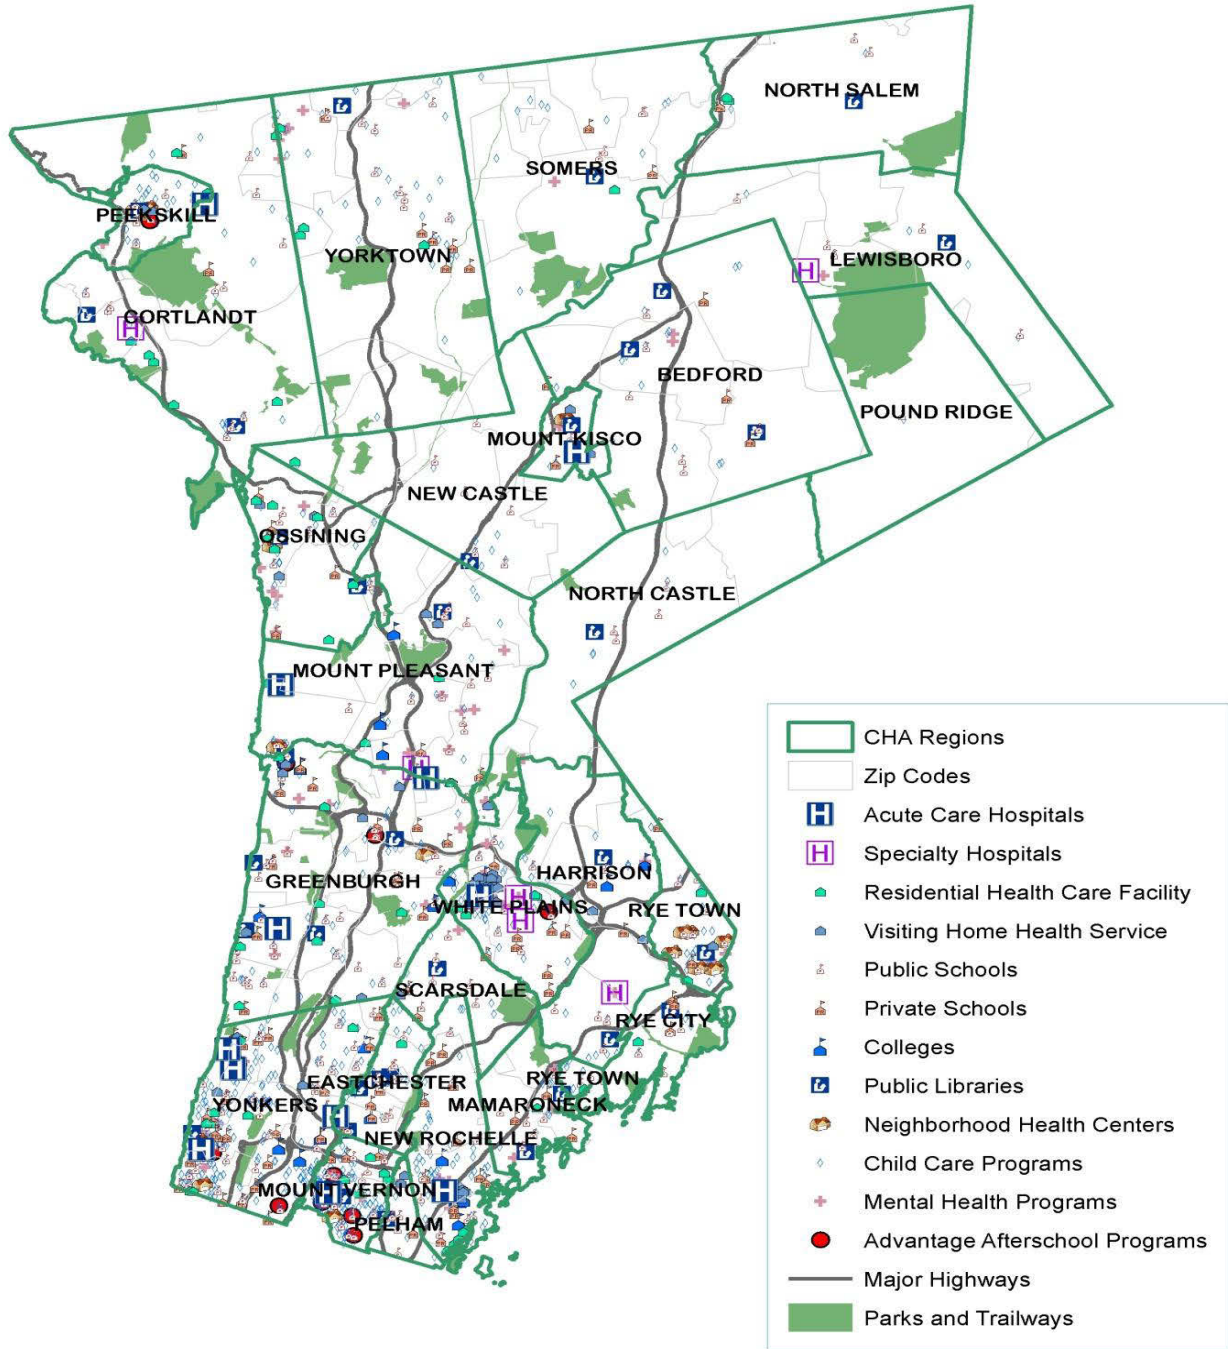 NORTH SALEM
SOMERS
PEEKSKILL
YORKTOWN
LEWISBORO
CORTLANDT
BEDFORD
POUND RIDGE
MOUNT KISCO
NEW CASTLE
OSSINING
NORTH CASTLE
MOUNT PLEASANT
HARRISON
GREENBURGH
WHITE PLAINS
RYE TOWN
SCARSDALE
RYE CITY
EASTCHESTER
RYE TOWN
YONKERS
MAMARONECK
NEW ROCHELLE
MOUNT VERNON
PELHAM
CHA Regions
Zip Codes
H Acute Care Hospitals
H Specialty Hospitals
Residential Health Care Facility
Visiting Home Health Service
Public Schools
Private Schools
Colleges
Public Libraries
Neighborhood Health Centers
Child Care Programs
Mental Health Programs
Advantage Afterschool Programs
Major Highways
Parks and Trailways